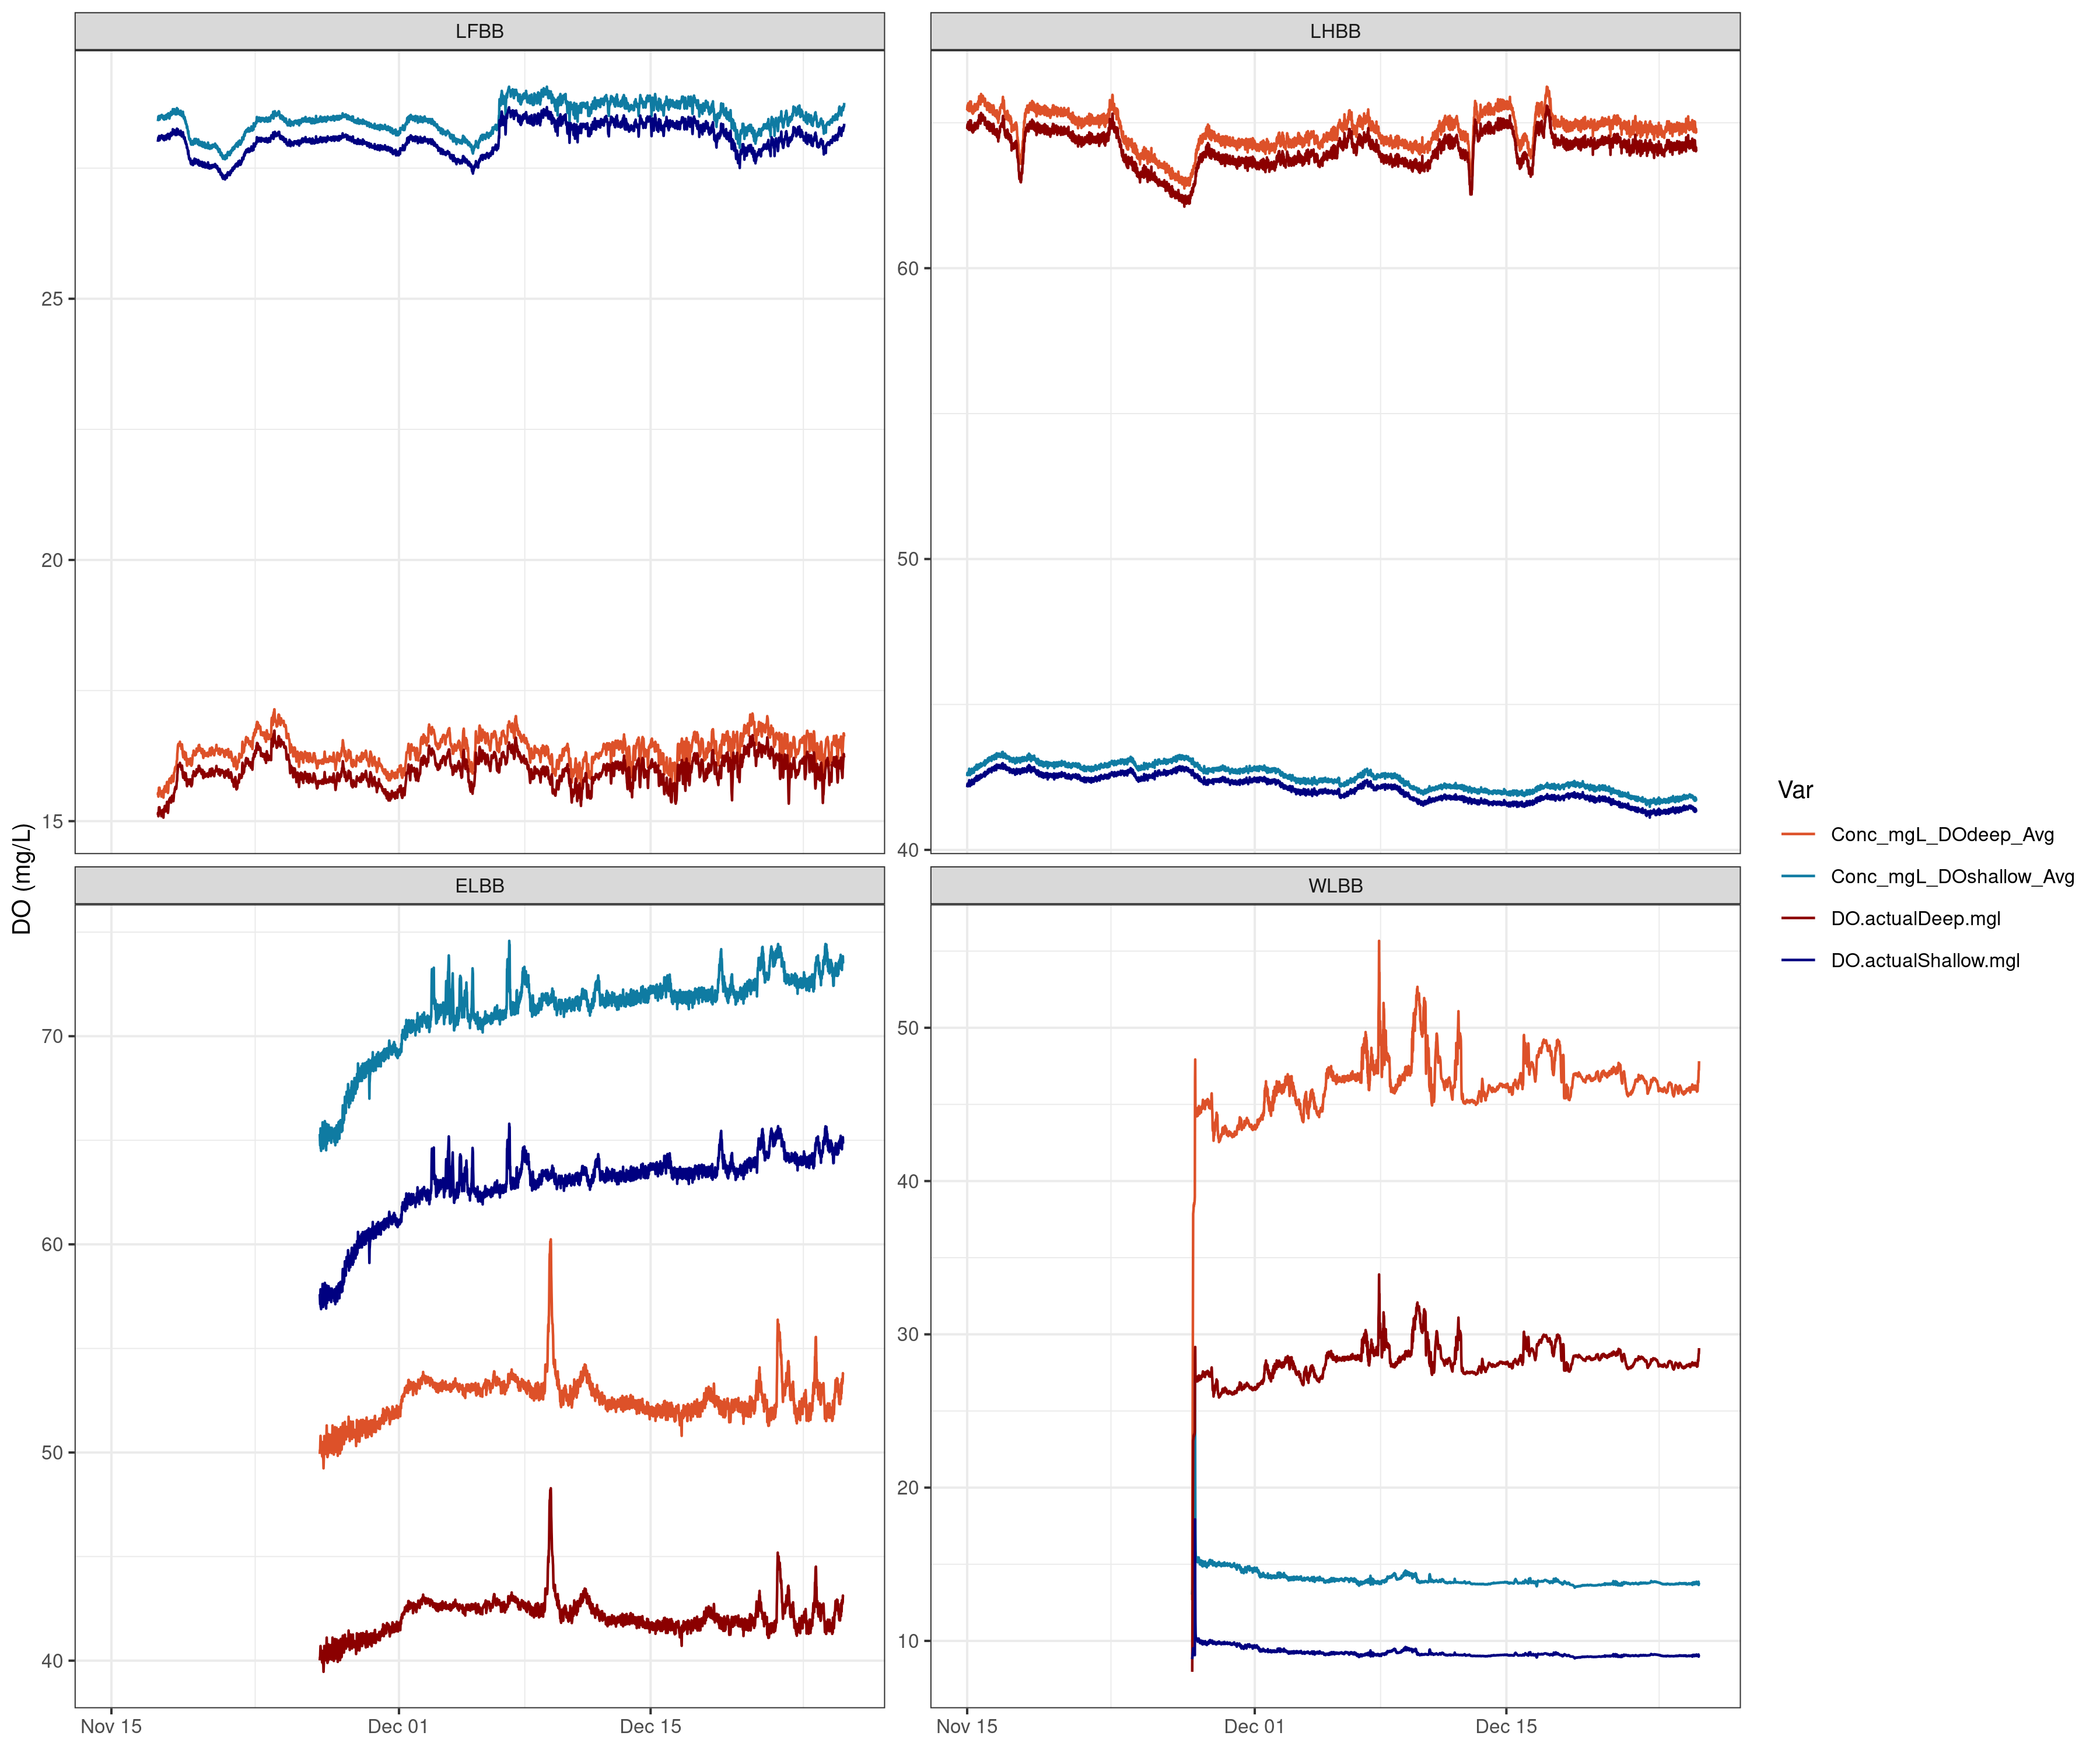 LFBB
LHBB
25
20
15
60
50
40
DO (mg/L)
ELBB
WLBB
70
60
50
40
50
40
30
20
10
Nov 15
Dec 01
Dec 15
Nov 15
Dec 01
Dec 15
Var
Conc_mgL_DOdeep_Avg
Conc_mgL_DOshallow_Avg
DO.actualDeep.mgl
DO.actualShallow.mgl